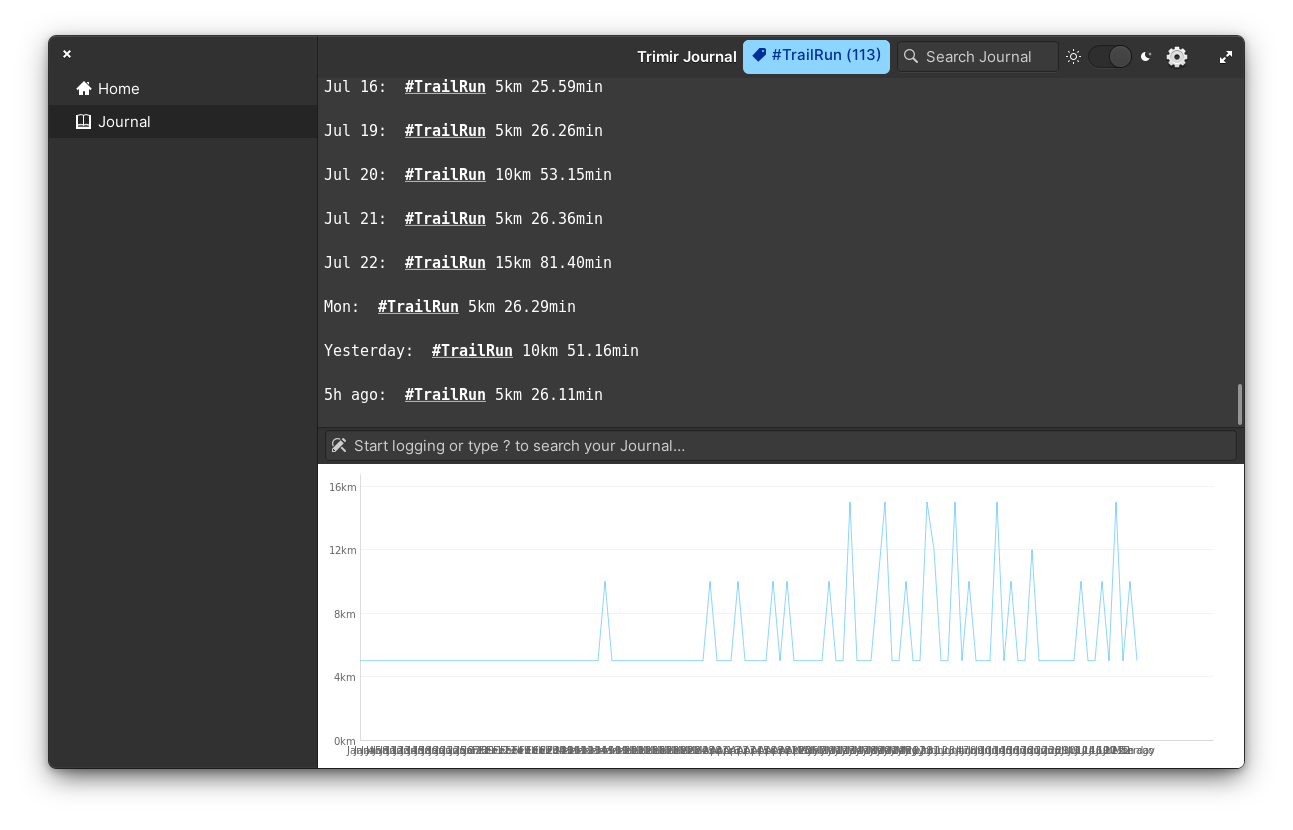 Trimir Journal #TrailRun (113) Search Journal
Home
Journal
Jul 16: #TrailRun 5km 25.59min
Jul 19: #TrailRun 5km 26.26min
Jul 20: #TrailRun 10km 53.15min
Jul 21: #TrailRun 5km 26.36min
Jul 22: #TrailRun 15km 81.40min
Mon: #TrailRun 5km 26.29min
Yesterday: #TrailRun 10km 51.16min
5h ago: #TrailRun 5km 26.11min
Start logging or type ? to search your Journal...
16km
12km
8km
4km
0km